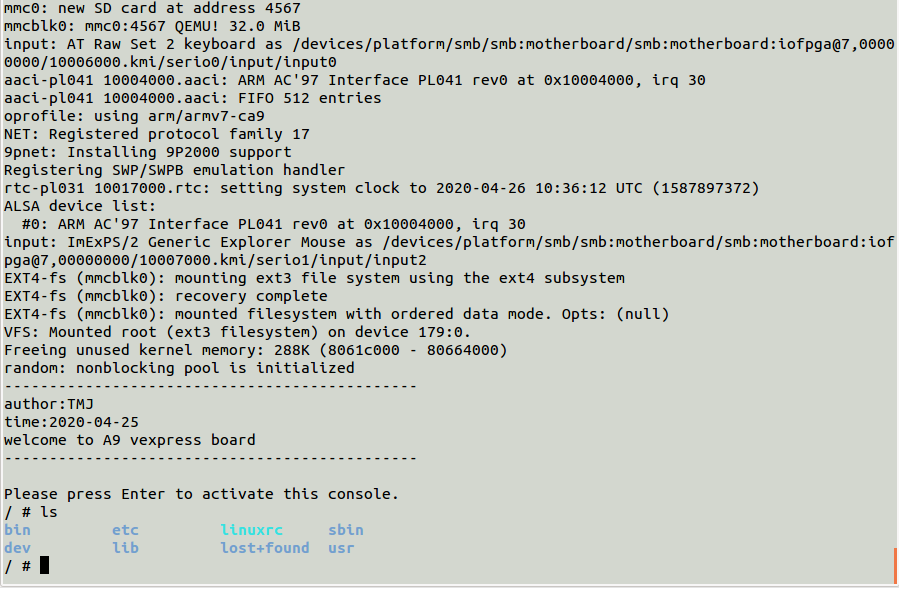 mmc0: new SD card at address 4567
mmcblk0: mmc0:4567 QEMU! 32.0 MiB
input: AT Raw Set 2 keyboard as /devices/platform/smb/smb:motherboard/smb:motherboard:iofpga@7,0000
0000/10006000.kmi/serio0/input/input0
aaci-pl041 10004000.aaci: ARM AC'97 Interface PL041 rev0 at 0x10004000, irq 30
aaci-pl041 10004000.aaci: FIFO 512 entries
oprofile: using arm/armv7-ca9
NET: Registered protocol family 17
9pnet: Installing 9P2000 support
Registering SWP/SWPB emulation handler
rtc-pl031 10017000.rtc: setting system clock to 2020-04-26 10:36:12 UTC (1587897372)
ALSA device list:
  #0: ARM AC'97 Interface PL041 rev0 at 0x10004000, irq 30
input: ImExPS/2 Generic Explorer Mouse as /devices/platform/smb/smb:motherboard/smb:motherboard:iof
pga@7,00000000/10007000.kmi/serio1/input/input2
EXT4-fs (mmcblk0): mounting ext3 file system using the ext4 subsystem
EXT4-fs (mmcblk0): recovery complete
EXT4-fs (mmcblk0): mounted filesystem with ordered data mode. Opts: (null)
VFS: Mounted root (ext3 filesystem) on device 179:0.
Freeing unused kernel memory: 288K (8061c000 - 80664000)
random: nonblocking pool is initialized
----------------------------------------------
author:TMJ
time:2020-04-25
welcome to A9 vexpress board
----------------------------------------------
Please press Enter to activate this console.
/ # ls
bin         etc         linuxrc     sbin
dev         lib         lost+found  usr
/ #